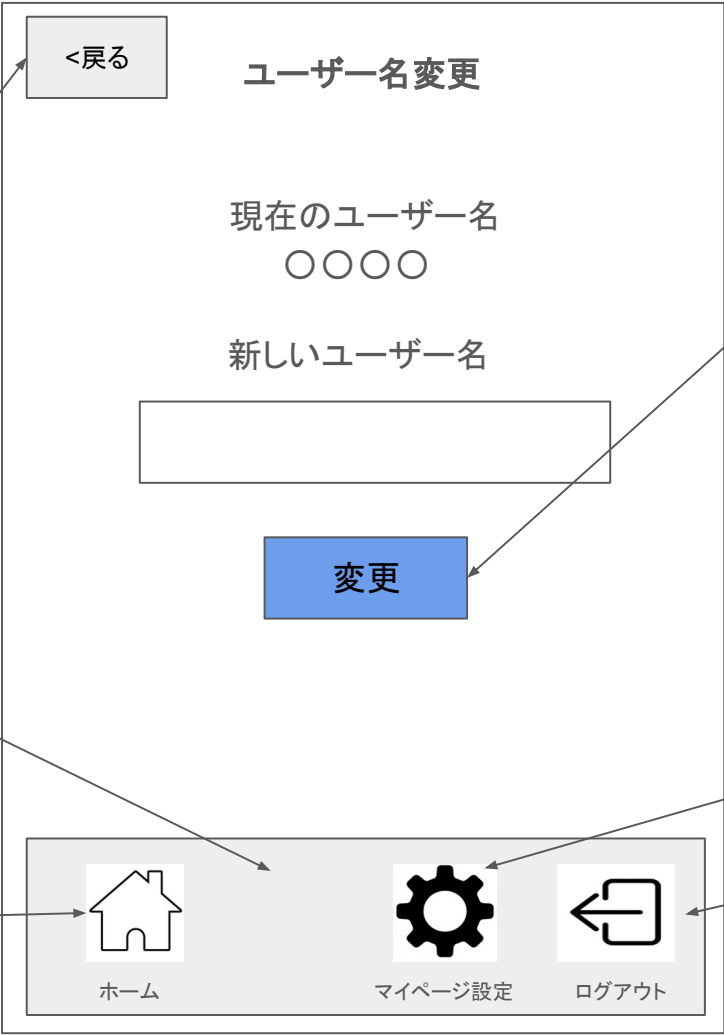 <戻る
ユーザー名変更
現在のユーザー名
〇〇〇〇
新しいユーザー名
変更
ホーム
マイページ設定
ログアウト